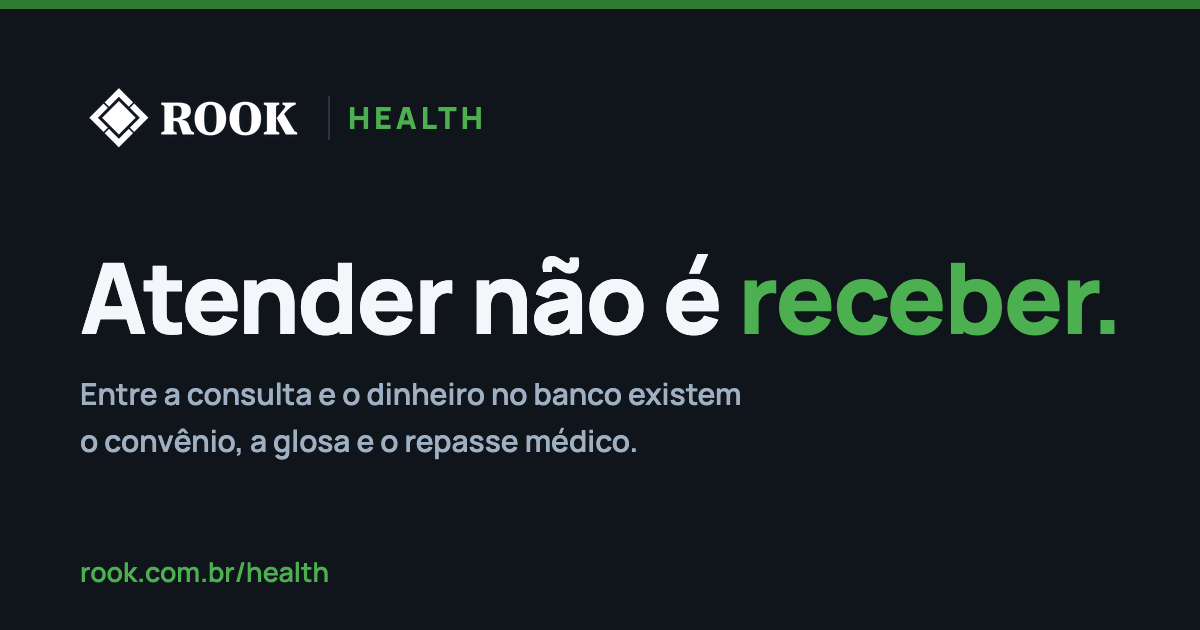 ROOK | HEALTH
Atender não é receber.
Entre a consulta e o dinheiro no banco existem
o convênio, a glosa e o repasse médico.
rook.com.br/health